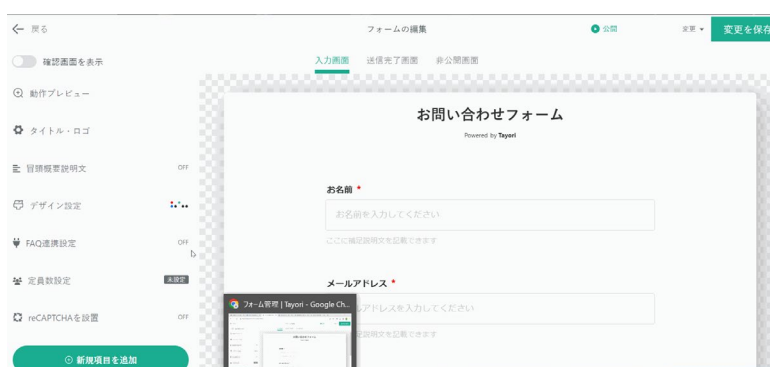 ← 戻る
フォームの編集
公開
変更 ▼
変更を保存
確認画面を表示
入力画面 送信完了画面 非公開画面
動作プレビュー
タイトル・ロゴ
冒頭概要説明文 OFF
デザイン設定
FAQ連携設定 OFF
定員数設定 未設定
reCAPTCHAを設置 OFF
新規項目を追加
お問い合わせフォーム
Powered by Tayori
お名前 *
お名前を入力してください
ここに補足説明文を記載できます
メールアドレス *
フォーム管理 | Tayori - Google Ch...
アドレスを入力してください
説明文を記載できます